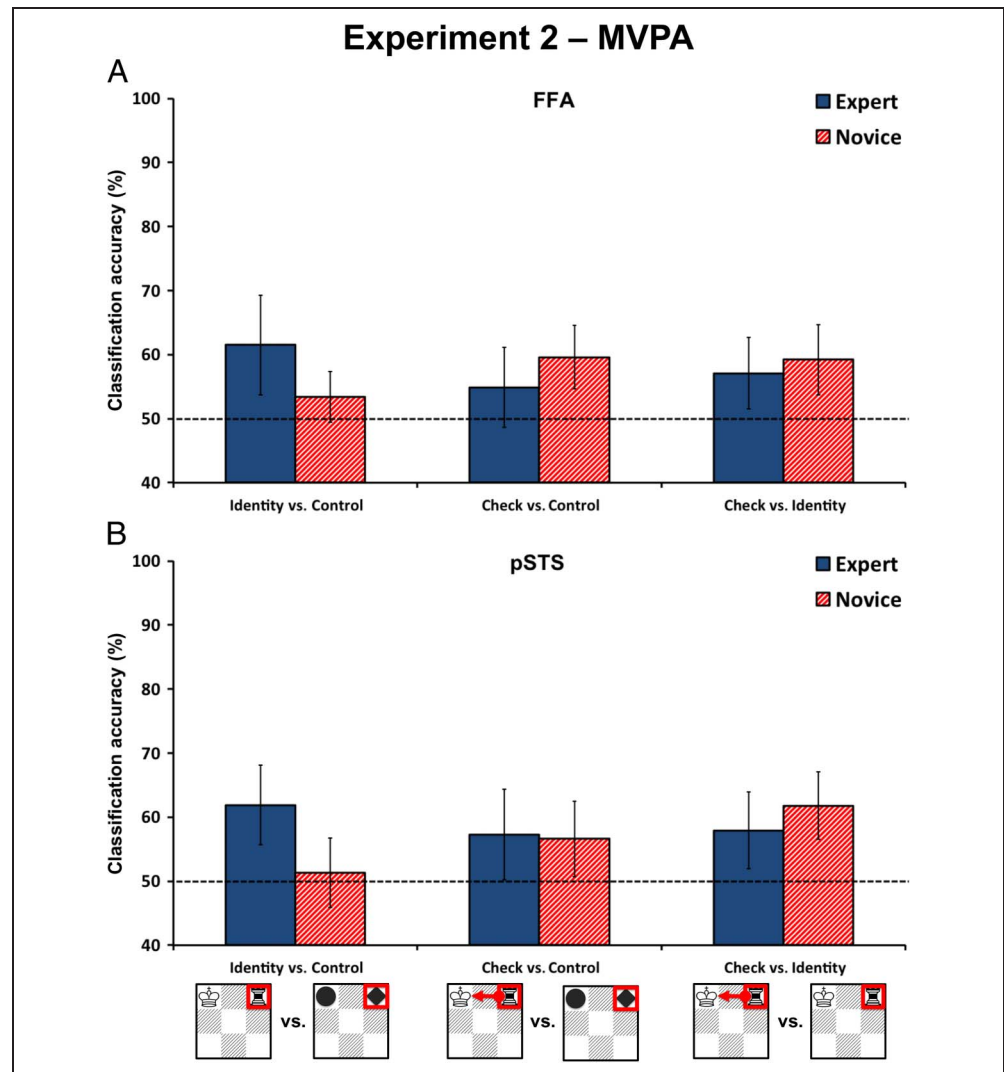 Experiment 2 – MVPA
A
FFA
Expert
Novice
Classification accuracy (%)
100
90
80
70
60
50
40
Identity vs. Control
Check vs. Control
Check vs. Identity
B
pSTS
Expert
Novice
Classification accuracy (%)
100
90
80
70
60
50
40
Identity vs. Control
Check vs. Control
Check vs. Identity
vs.
vs.
vs.